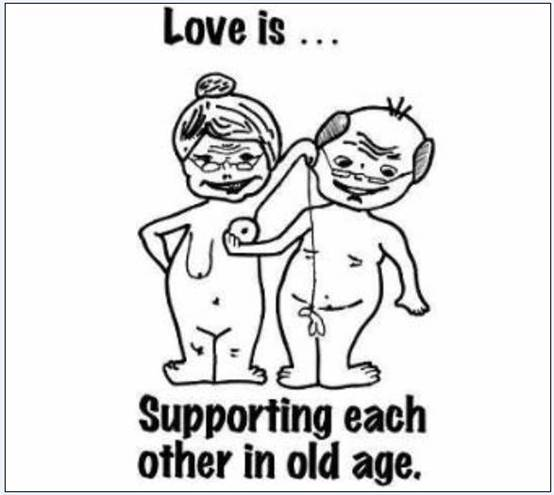 Love is ...
Supporting each
other in old age.